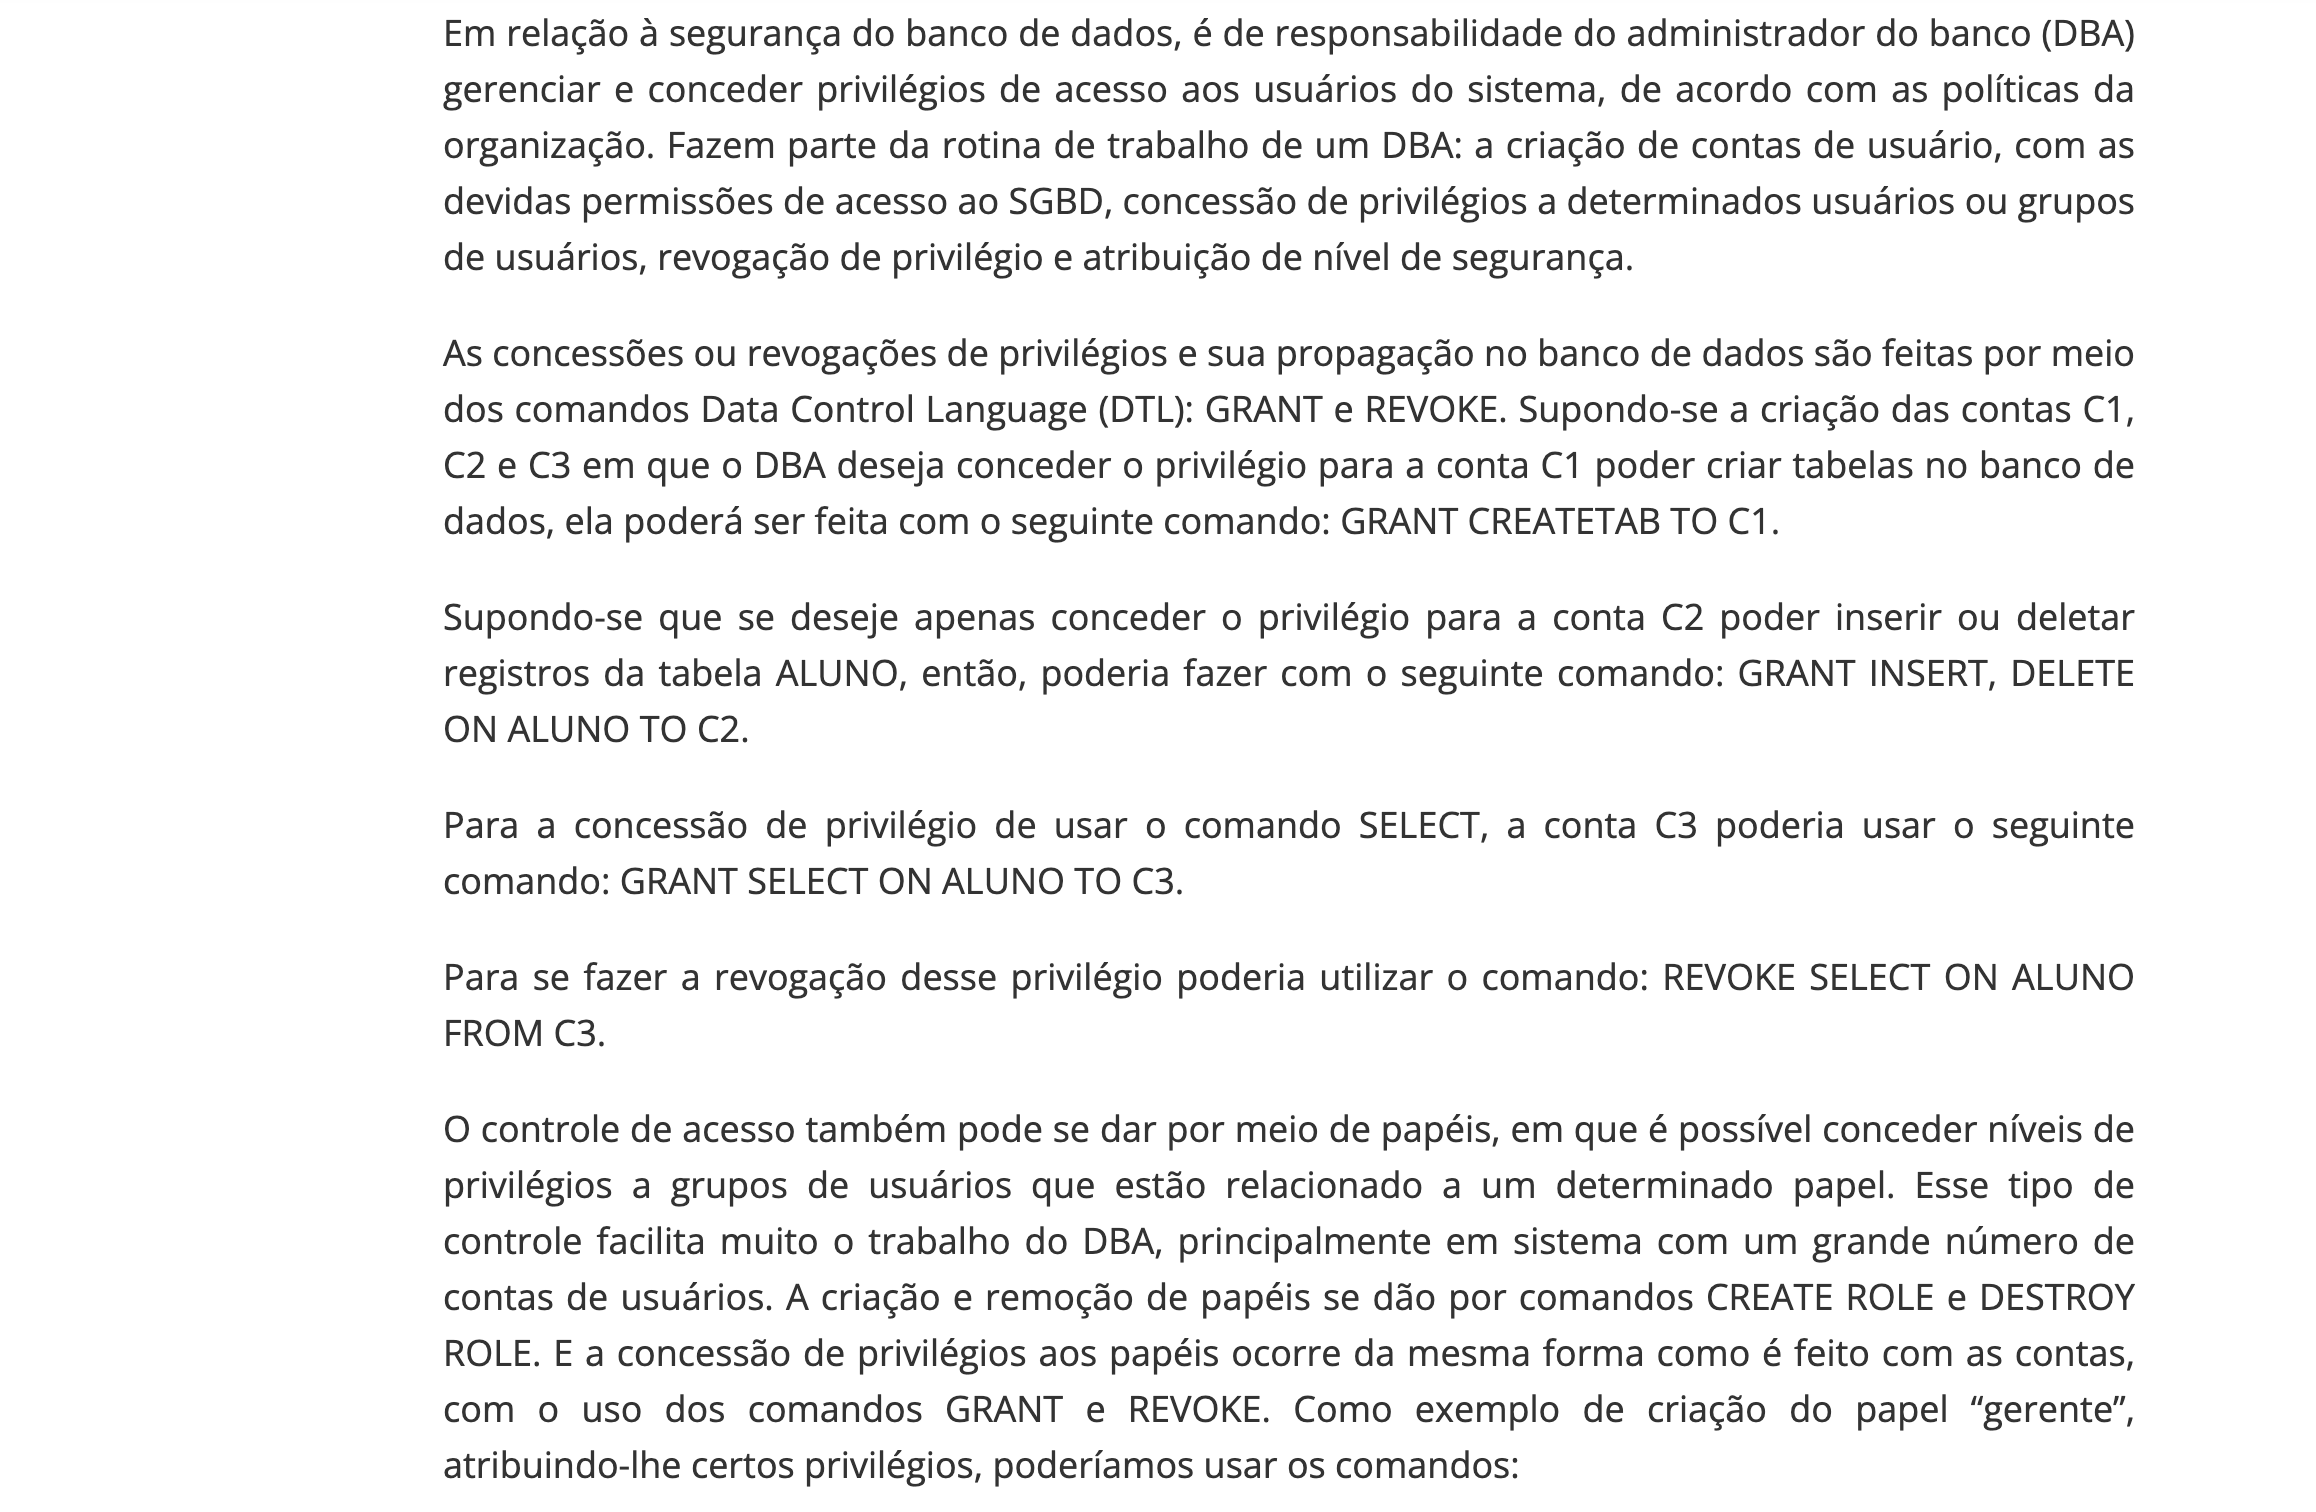 Em relação à segurança do banco de dados, é de responsabilidade do administrador do banco (DBA)
gerenciar e conceder privilégios de acesso aos usuários do sistema, de acordo com as políticas da
organização. Fazem parte da rotina de trabalho de um DBA: a criação de contas de usuário, com as
devidas permissões de acesso ao SGBD, concessão de privilégios a determinados usuários ou grupos
de usuários, revogação de privilégio e atribuição de nível de segurança.
As concessões ou revogações de privilégios e sua propagação no banco de dados são feitas por meio
dos comandos Data Control Language (DTL): GRANT e REVOKE. Supondo-se a criação das contas C1,
C2 e C3 em que o DBA deseja conceder o privilégio para a conta C1 poder criar tabelas no banco de
dados, ela poderá ser feita com o seguinte comando: GRANT CREATETAB TO C1.
Supondo-se que se deseje apenas conceder o privilégio para a conta C2 poder inserir ou deletar
registros da tabela ALUNO, então, poderia fazer com o seguinte comando: GRANT INSERT, DELETE
ON ALUNO TO C2.
Para a concessão de privilégio de usar o comando SELECT, a conta C3 poderia usar o seguinte
comando: GRANT SELECT ON ALUNO TO C3.
Para se fazer a revogação desse privilégio poderia utilizar o comando: REVOKE SELECT ON ALUNO
FROM C3.
O controle de acesso também pode se dar por meio de papéis, em que é possível conceder níveis de
privilégios a grupos de usuários que estão relacionado a um determinado papel. Esse tipo de
controle facilita muito o trabalho do DBA, principalmente em sistema com um grande número de
contas de usuários. A criação e remoção de papéis se dão por comandos CREATE ROLE e DESTROY
ROLE. E a concessão de privilégios aos papéis ocorre da mesma forma como é feito com as contas,
com o uso dos comandos GRANT e REVOKE. Como exemplo de criação do papel “gerente”,
atribuindo-lhe certos privilégios, poderíamos usar os comandos: